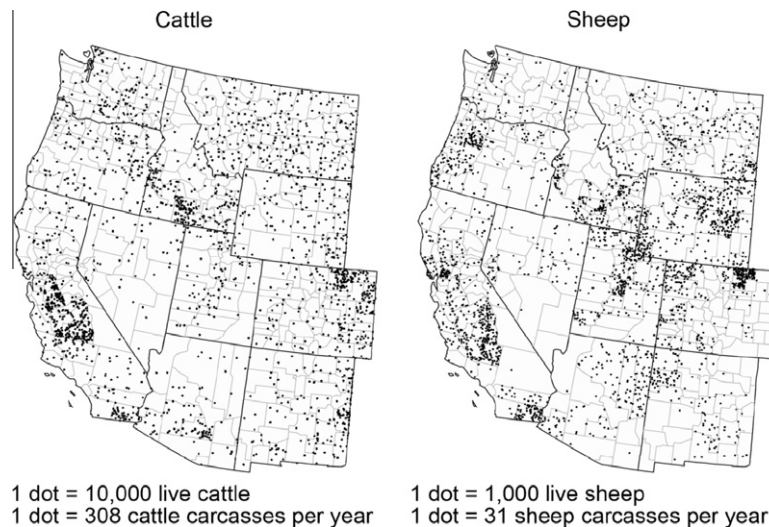 Cattle
Sheep
1 dot = 10,000 live cattle
1 dot = 308 cattle carcasses per year
1 dot = 1,000 live sheep
1 dot = 31 sheep carcasses per year